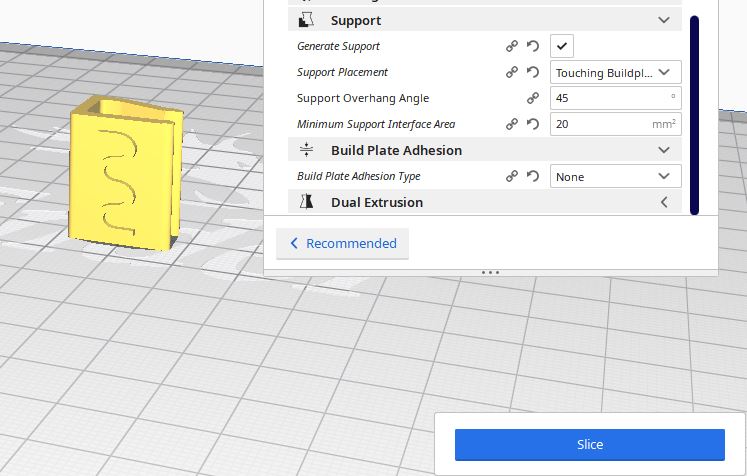 Support
Generate Support
Support Placement Touching Buildpl...
Support Overhang Angle 45 °
Minimum Support Interface Area 20 mm²
Build Plate Adhesion
Build Plate Adhesion Type None
Dual Extrusion
Recommended
Slice